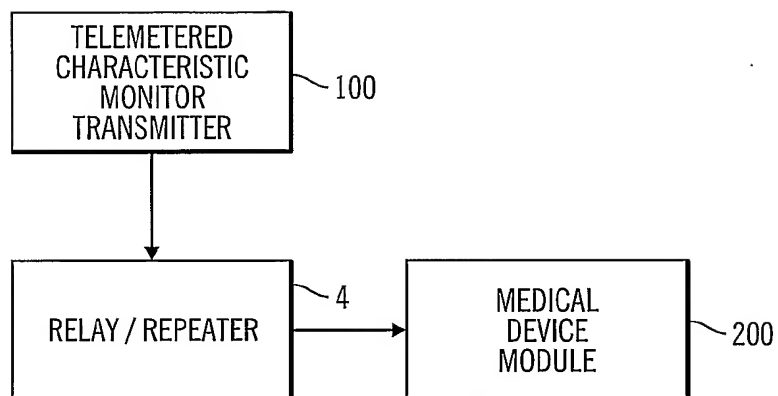 TELEMETERED
CHARACTERISTIC
MONITOR
TRANSMITTER
100
RELAY / REPEATER
4
MEDICAL
DEVICE
MODULE
200